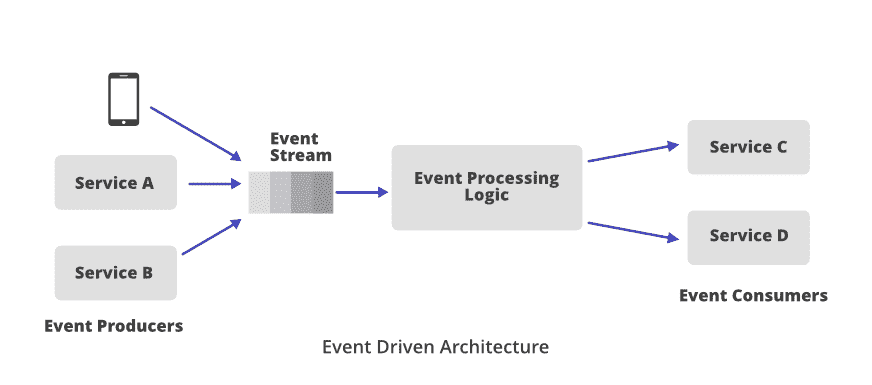 Event
Stream
Service A
Event Processing
Logic
Service C
Service B
Service D
Event Producers
Event Consumers
Event Driven Architecture